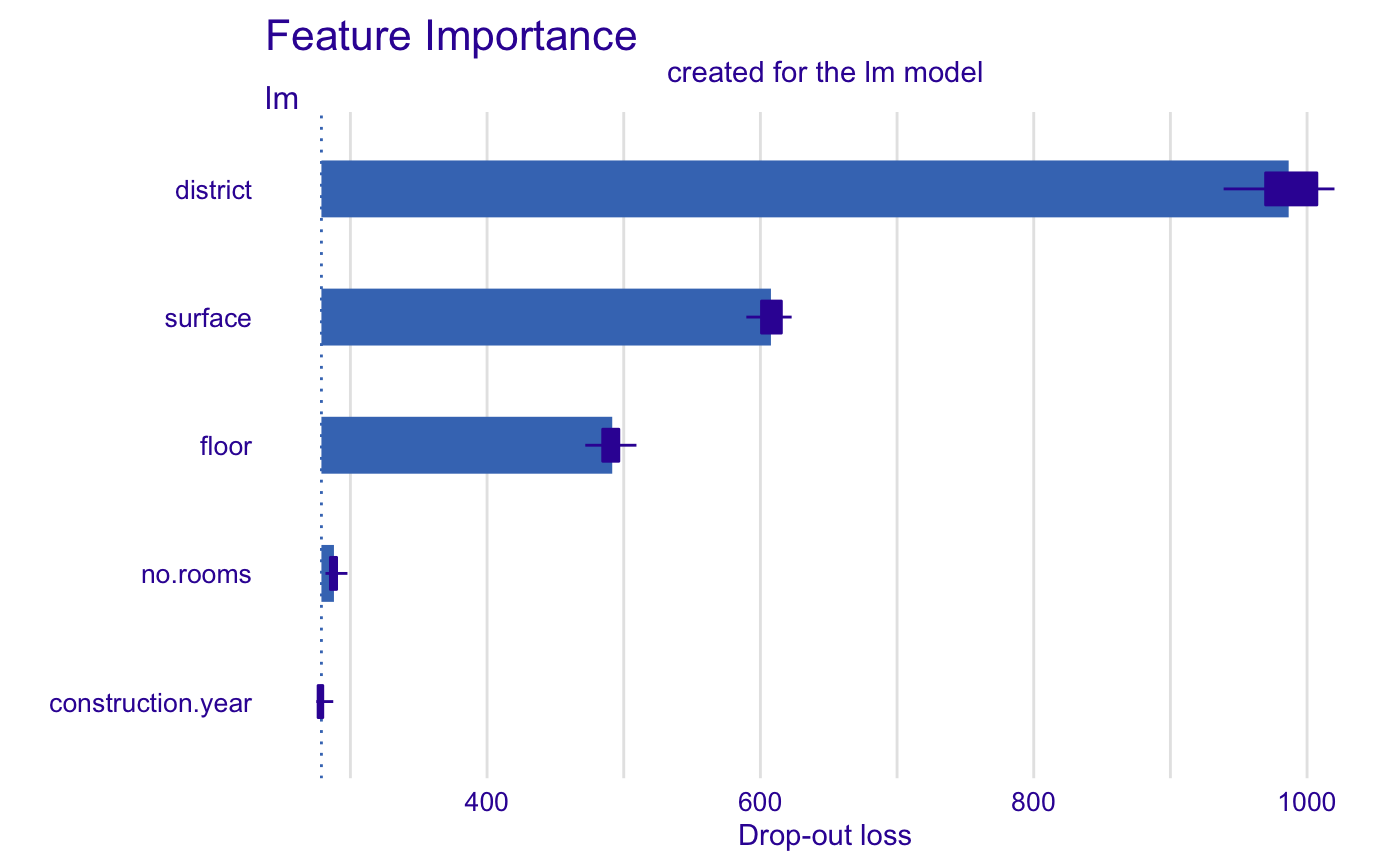 Feature Importance
created for the lm model
lm
district
surface
floor
no.rooms
construction.year
400 600 800 1000
Drop-out loss